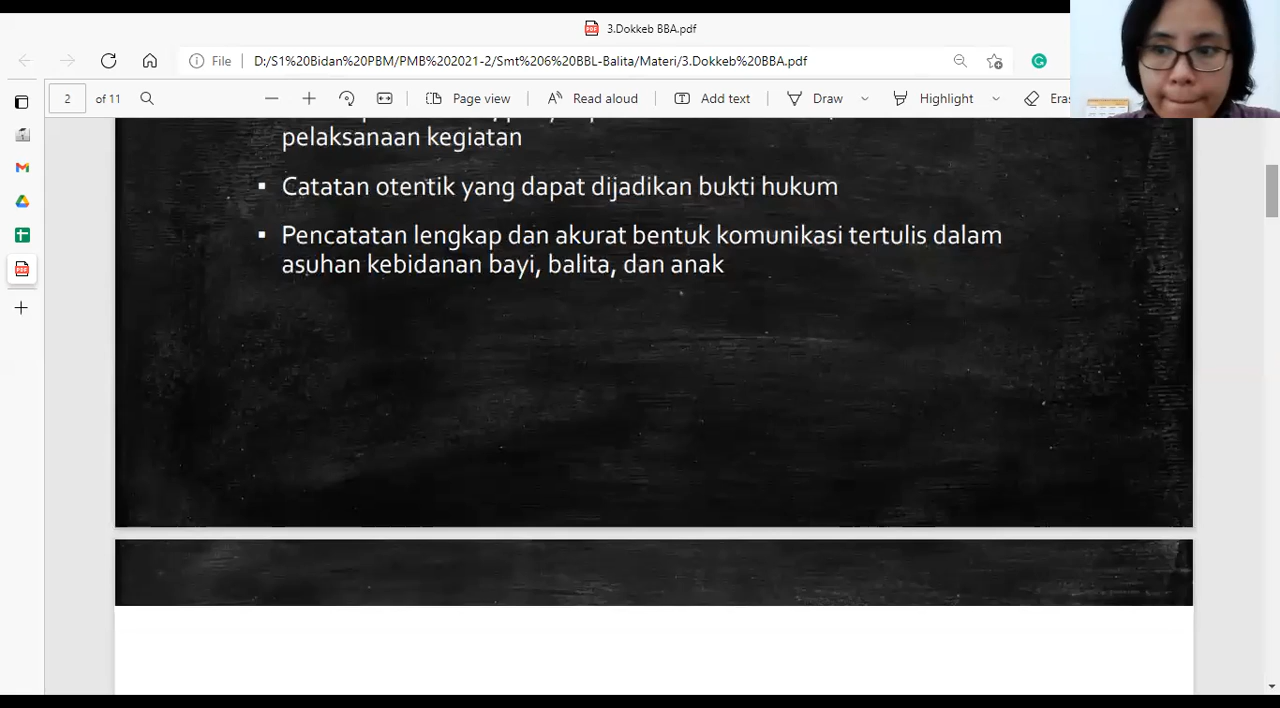 3.Dokkeb BBA.pdf
File D:/S1%20Bidan%20PBM/PMB%202021-2/Smt%206%20BBL-Balita/Materi/3.Dokkeb%20BBA.pdf
2 of 11 Page view Read aloud Add text Draw Highlight
pelaksanaan kegiatan
▪ Catatan otentik yang dapat dijadikan bukti hukum
▪ Pencatatan lengkap dan akurat bentuk komunikasi tertulis dalam
asuhan kebidanan bayi, balita, dan anak